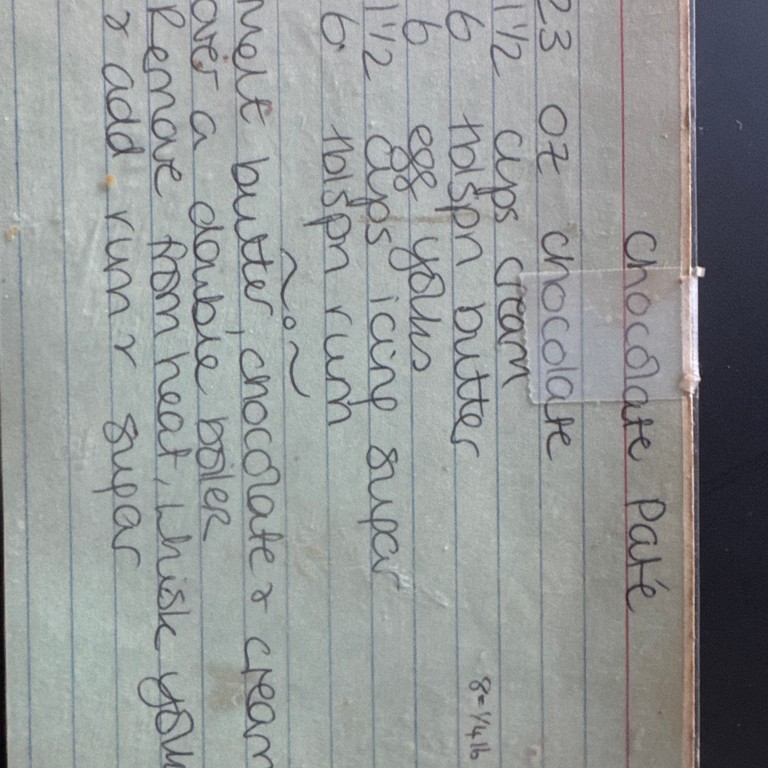 chocolate Paté
23 oz chocolate
1 1/2 cups cream
6 tblspn butter
8=1/4 lb
6 egg yolks
1 1/2 cups icing sugar
6 tblspn rum
melt butter, chocolate & cream
over a double boiler
Remove from heat, whisk yolk
& add rum & sugar